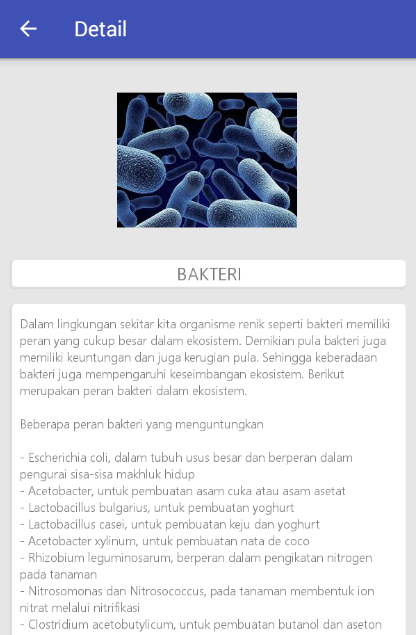 Detail
BAKTERI
Dalam lingkungan sekitar kita organisme renik seperti bakteri memiliki
peran yang cukup besar dalam ekosistem. Demikian pula bakteri juga
memiliki keuntungan dan juga kerugian pula. Sehingga keberadaan
bakteri juga mempengaruhi keseimbangan ekosistem. Berikut
merupakan peran bakteri dalam ekosistem.
Beberapa peran bakteri yang menguntungkan
- Escherichia coli, dalam tubuh usus besar dan berperan dalam
pengurai sisa-sisa makhluk hidup
- Acetobacter, untuk pembuatan asam cuka atau asam asetat
- Lactobacillus bulgarius, untuk pembuatan yoghurt
- Lactobacillus casei, untuk pembuatan keju dan yoghurt
- Acetobacter xylinum, untuk pembuatan nata de coco
- Rhizobium leguminosarum, berperan dalam pengikatan nitrogen
pada tanaman
- Nitrosomonas dan Nitrosococcus, pada tanaman membentuk ion
nitrat melalui nitrifikasi
- Clostridium acetobutylicum, untuk pembuatan butanol dan aseton